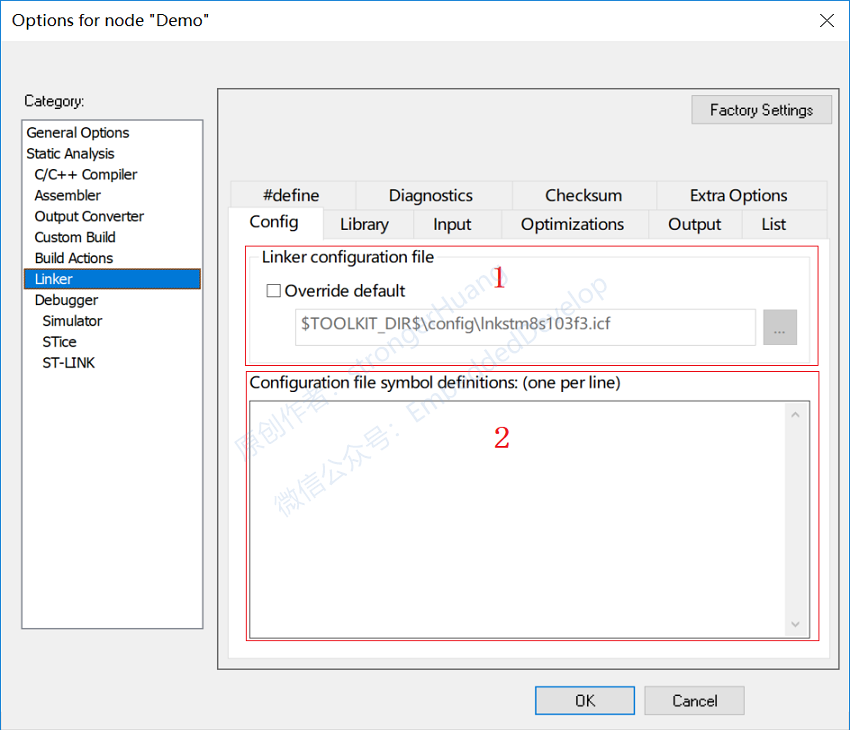 Options for node "Demo"
Category:
General Options
Static Analysis
C/C++ Compiler
Assembler
Output Converter
Custom Build
Build Actions
Linker
Debugger
Simulator
STice
ST-LINK
Factory Settings
#define Diagnostics Checksum Extra Options
Config Library Input Optimizations Output List
Linker configuration file
1
Override default
$TOOLKIT_DIR$\config\lnkstm8s103f3.icf
...
Configuration file symbol definitions: (one per line)
2
原创作者：strongerHuang
微信公众号：EmbeddedDevelop
OK Cancel